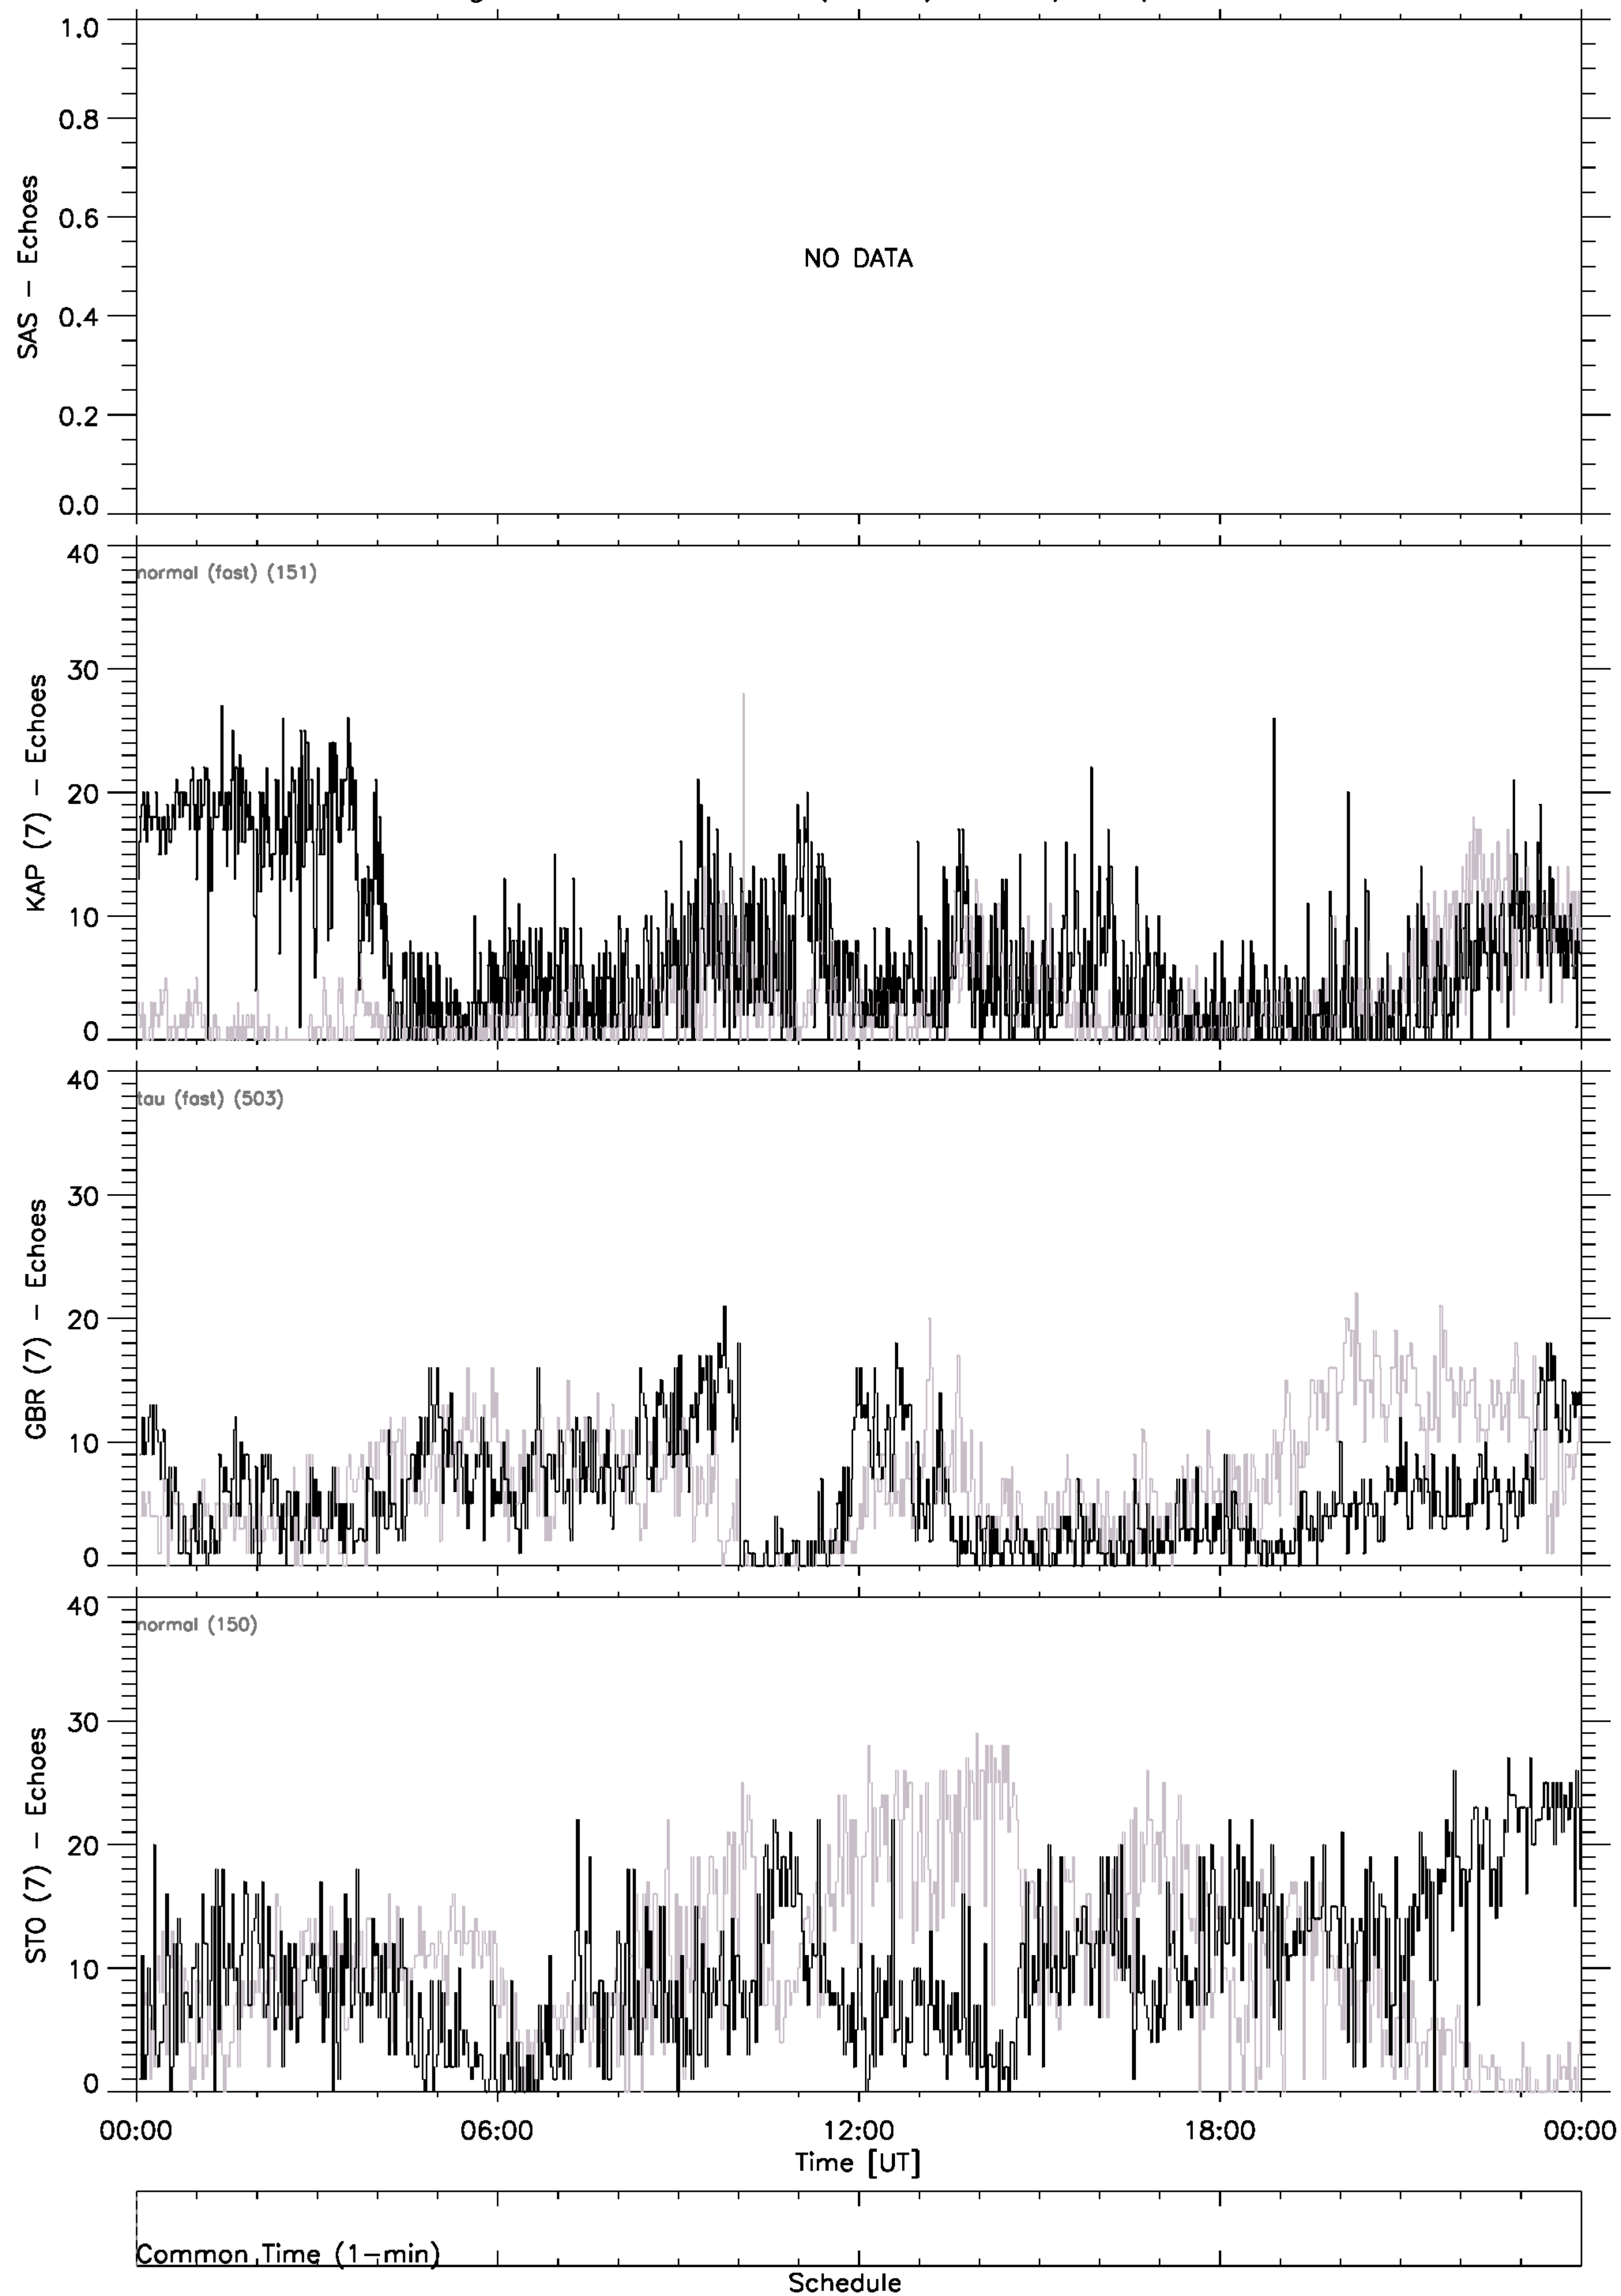 1.0
0.8
0.6
0.4
0.2
0.0
SAS – Echoes
NO DATA
40
30
20
10
0
KAP (7) – Echoes
normal (fast) (151)
40
30
20
10
0
GBR (7) – Echoes
tau (fast) (503)
40
30
20
10
0
STO (7) – Echoes
normal (150)
00:00 06:00 12:00 18:00 00:00
Time [UT]
Common Time (1–min)
Schedule